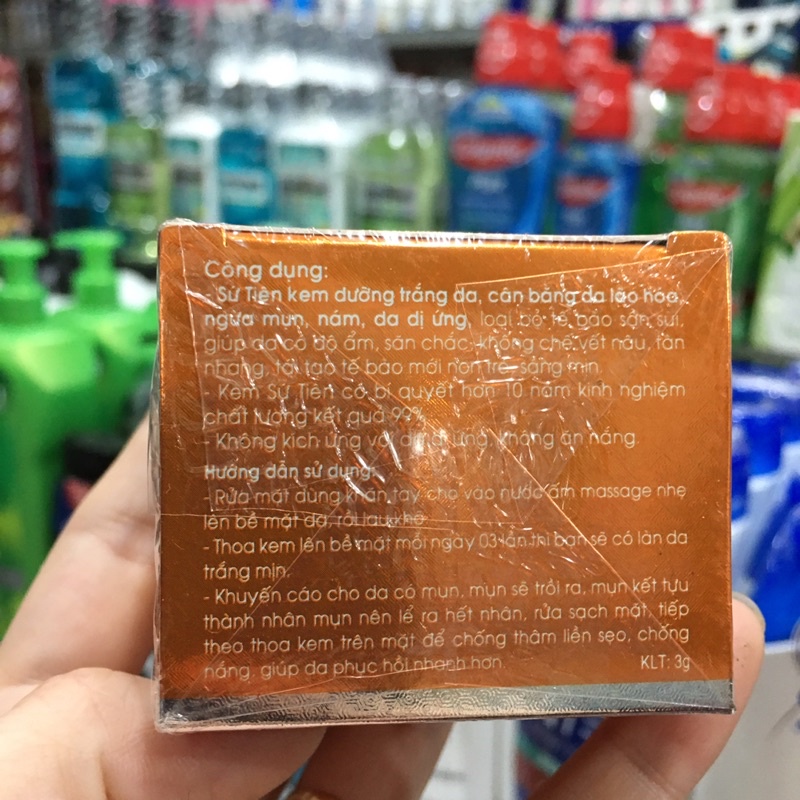 Công dụng:
- Sứ Tiên kem dưỡng trắng da, cân bằng da lão hóa,
ngừa mụn, nám, da dị ứng, loại bỏ tế bào sần sùi,
giúp da có độ ẩm, săn chắc, không chế vết nâu, tàn
nhang, tái tạo tế bào mới non trẻ, sáng mịn.
- Kem Sứ Tiên có bí quyết hơn 10 năm kinh nghiệm
chất lượng kết quả 99%
- Không kích ứng với da dị ứng, không ăn nắng.
Hướng dẫn sử dụng:
- Rửa mặt dùng khăn tay cho vào nước ấm massage nhẹ
lên bề mặt da, rồi lau khô
- Thoa kem lên bề mặt mỗi ngày 03 lần thì bạn sẽ có làn da
trắng mịn.
- Khuyến cáo cho da có mụn, mụn sẽ trồi ra, mụn kết tựu
thành nhân mụn nên lể ra hết nhân, rửa sạch mặt, tiếp
theo thoa kem trên mặt để chống thâm liền sẹo, chống
nắng, giúp da phục hồi nhanh hơn.
KLT: 3g